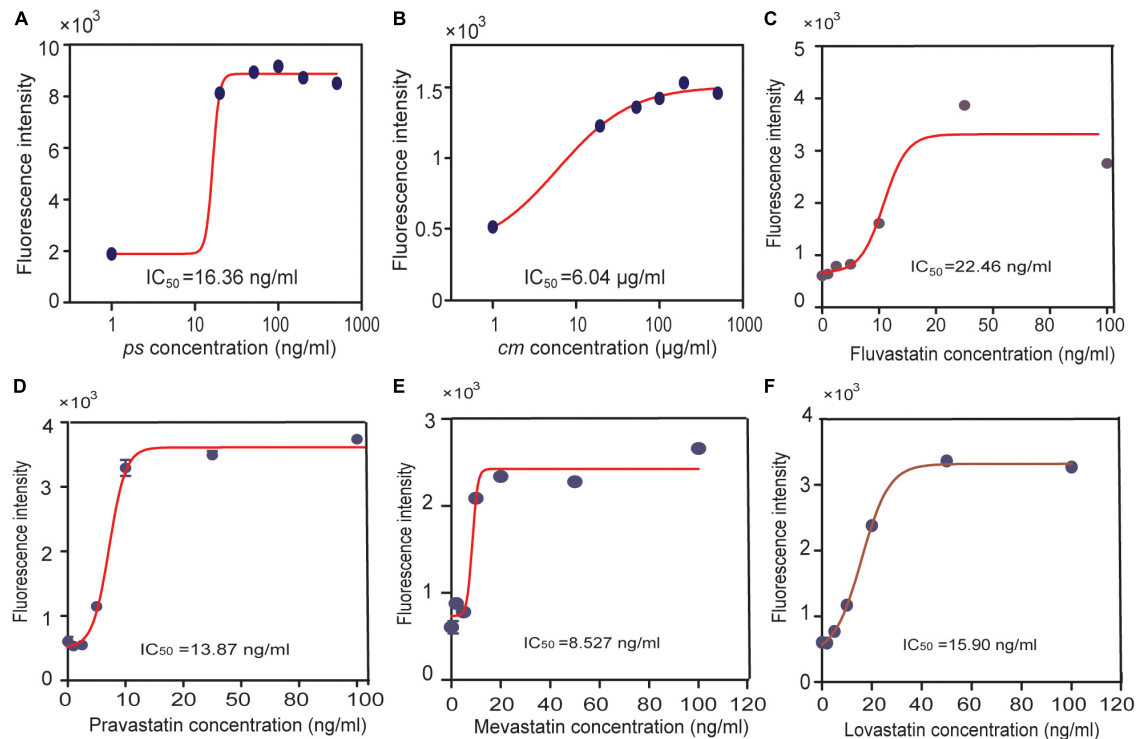 A
×10³
10
8
6
4
2
0
Fluorescence intensity
IC₅₀=16.36 ng/ml
1
10
100
1000
ps concentration (ng/ml)
B
×10³
1.5
1
0.5
0
Fluorescence intensity
IC₅₀=6.04 µg/ml
1
10
100
1000
cm concentration (µg/ml)
C
×10³
5
4
3
2
1
0
Fluorescence intensity
IC₅₀=22.46 ng/ml
0
10
20
50
80
100
Fluvastatin concentration (ng/ml)
D
×10³
4
3
2
1
0
Fluorescence intensity
IC₅₀ =13.87 ng/ml
0
10
20
50
80
100
Pravastatin concentration (ng/ml)
E
×10³
3
2
1
0
Fluorescence intensity
IC₅₀ =8.527 ng/ml
0
20
40
60
80
100
120
Mevastatin concentration (ng/ml)
F
×10³
4
3
2
1
0
Fluorescence intensity
IC₅₀ =15.90 ng/ml
0
20
40
60
80
100
120
Lovastatin concentration (ng/ml)